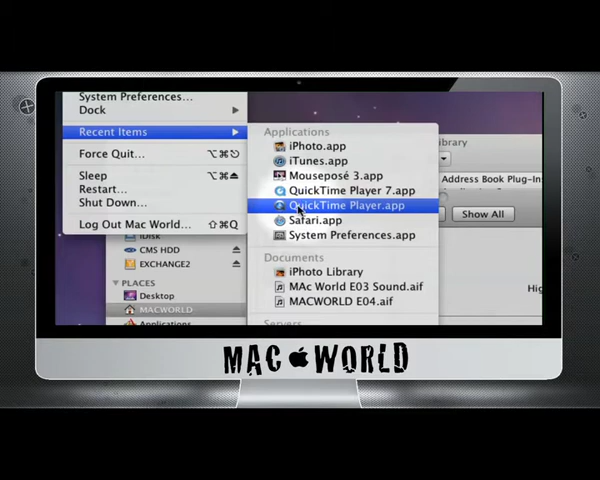 System Preferences...
Dock
Recent Items
Force Quit... ⌥⌘⎋
Sleep ⌥⌘⏏
Restart...
Shut Down...
Log Out Mac World... ⇧⌘Q
Applications
iPhoto.app
iTunes.app
Mouseposé 3.app
QuickTime Player 7.app
QuickTime Player.app
Safari.app
System Preferences.app
Documents
iPhoto Library
MAc World E03 Sound.aif
MACWORLD E04.aif
Servers
ibrary
Address Book Plug-Ins
Show All
Hig
iDisk
CMS HDD
EXCHANGE2
PLACES
Desktop
MACWORLD
Applications
MAC WORLD